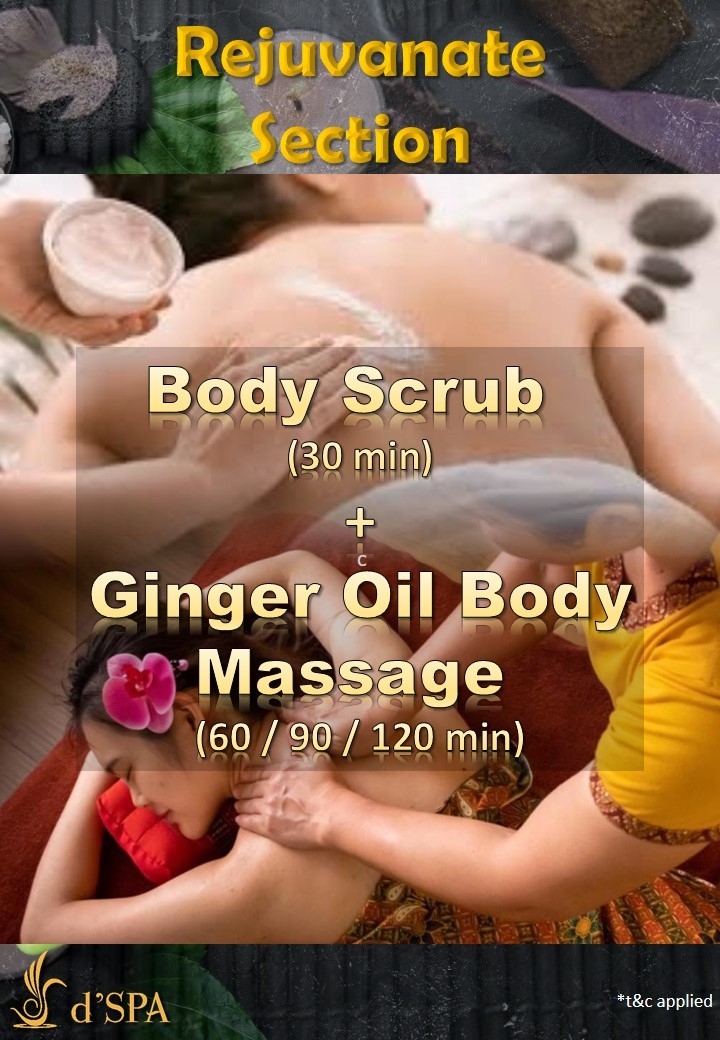 Rejuvanate
Section
Body Scrub
(30 min)
+
c
Ginger Oil Body
Massage
(60 / 90 / 120 min)
d'SPA
*t&c applied